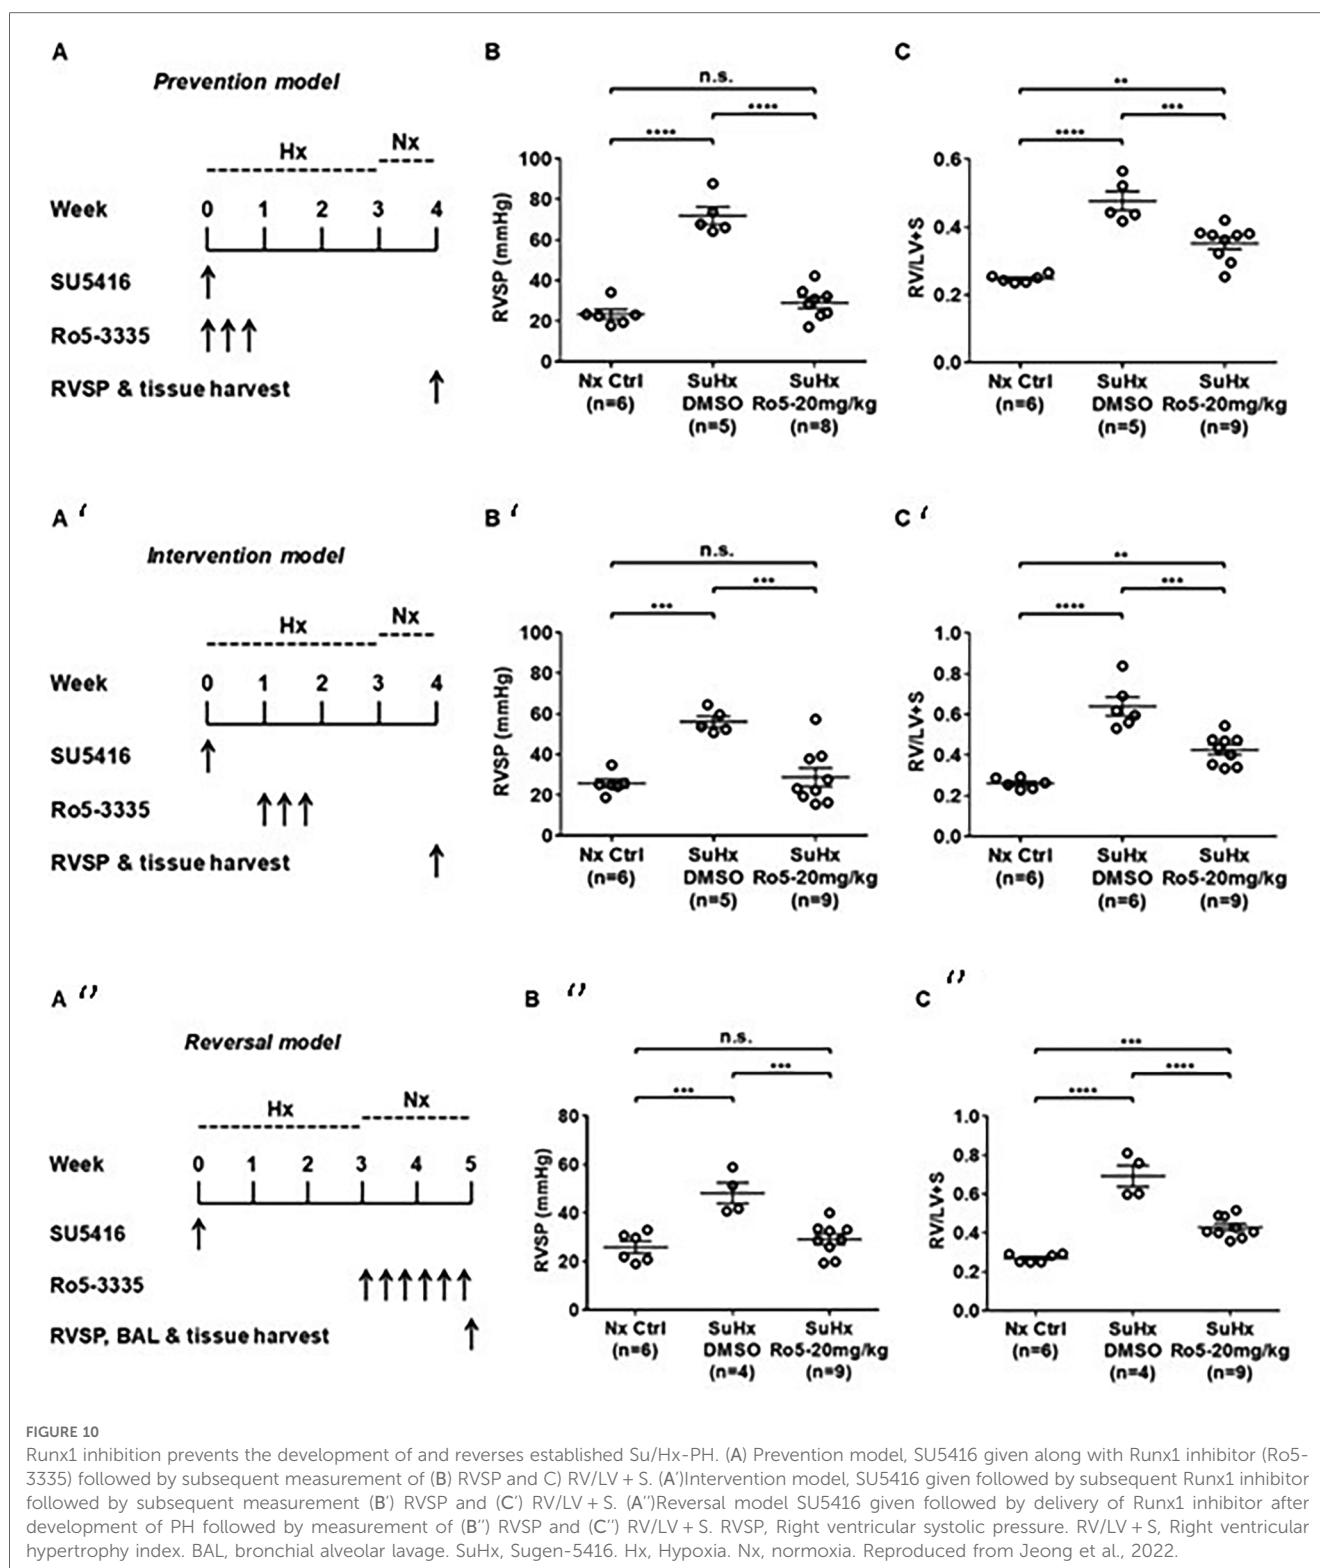 A
Prevention model
Hx
Nx
Week 0 1 2 3 4
SU5416
Ro5-3335
RVSP & tissue harvest
B
n.s.
****
****
RVSP (mmHg)
100
80
60
40
20
0
Nx Ctrl
(n=6)
SuHx
DMSO
(n=5)
SuHx
Ro5-20mg/kg
(n=8)
C
**
***
****
RV/LV+S
0.6
0.4
0.2
0.0
Nx Ctrl
(n=6)
SuHx
DMSO
(n=5)
SuHx
Ro5-20mg/kg
(n=9)
A ′
Intervention model
Hx
Nx
Week 0 1 2 3 4
SU5416
Ro5-3335
RVSP & tissue harvest
B ′
n.s.
***
***
RVSP (mmHg)
100
80
60
40
20
0
Nx Ctrl
(n=6)
SuHx
DMSO
(n=5)
SuHx
Ro5-20mg/kg
(n=9)
C ′
**
***
****
RV/LV+S
1.0
0.8
0.6
0.4
0.2
0.0
Nx Ctrl
(n=6)
SuHx
DMSO
(n=6)
SuHx
Ro5-20mg/kg
(n=9)
A ′′
Reversal model
Hx
Nx
Week 0 1 2 3 4 5
SU5416
Ro5-3335
RVSP, BAL & tissue harvest
B ′′
n.s.
***
***
RVSP (mmHg)
80
60
40
20
0
Nx Ctrl
(n=6)
SuHx
DMSO
(n=4)
SuHx
Ro5-20mg/kg
(n=9)
C ′′
***
****
****
RV/LV+S
1.0
0.8
0.6
0.4
0.2
0.0
Nx Ctrl
(n=6)
SuHx
DMSO
(n=4)
SuHx
Ro5-20mg/kg
(n=9)
FIGURE 10
Runx1 inhibition prevents the development of and reverses established Su/Hx-PH. (A) Prevention model, SU5416 given along with Runx1 inhibitor (Ro5-
3335) followed by subsequent measurement of (B) RVSP and C) RV/LV + S. (A′)Intervention model, SU5416 given followed by subsequent Runx1 inhibitor
followed by subsequent measurement (B′) RVSP and (C′) RV/LV + S. (A′′)Reversal model SU5416 given followed by delivery of Runx1 inhibitor after
development of PH followed by measurement of (B′′) RVSP and (C′′) RV/LV + S. RVSP, Right ventricular systolic pressure. RV/LV + S, Right ventricular
hypertrophy index. BAL, bronchial alveolar lavage. SuHx, Sugen-5416. Hx, Hypoxia. Nx, normoxia. Reproduced from Jeong et al., 2022.